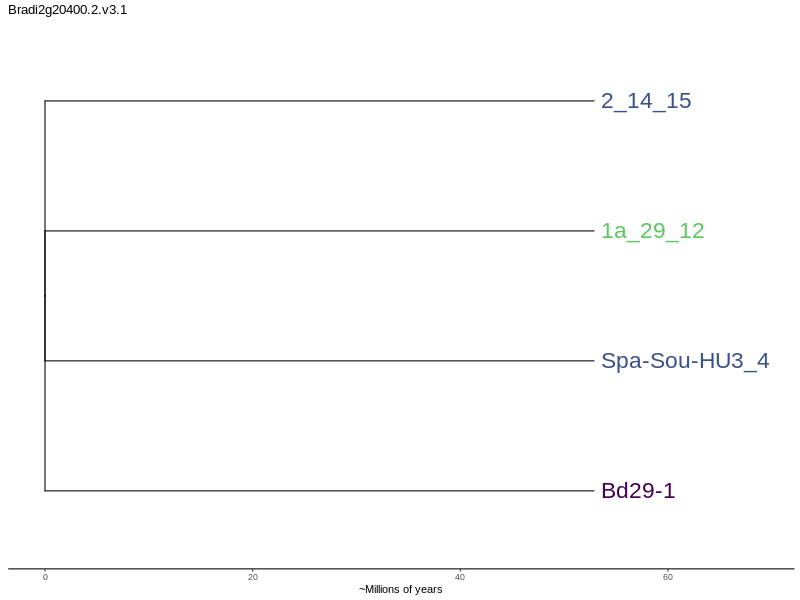 Bradi2g20400.2.v3.1
2_14_15
1a_29_12
Spa-Sou-HU3_4
Bd29-1
0 20 40 60
~Millions of years